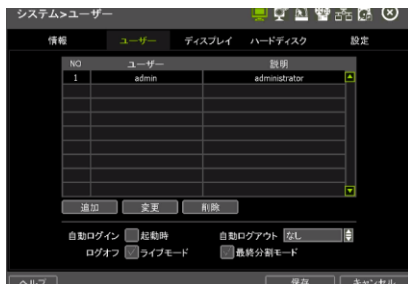 システム>ユーザー
情報 ユーザー ディスプレイ ハードディスク 設定
NO ユーザー 説明
1 admin administrator
追加 変更 削除
自動ログイン 起動時 自動ログアウト なし
ログオフ ライブモード 最終分割モード
ヘルプ 保存 キャンセル